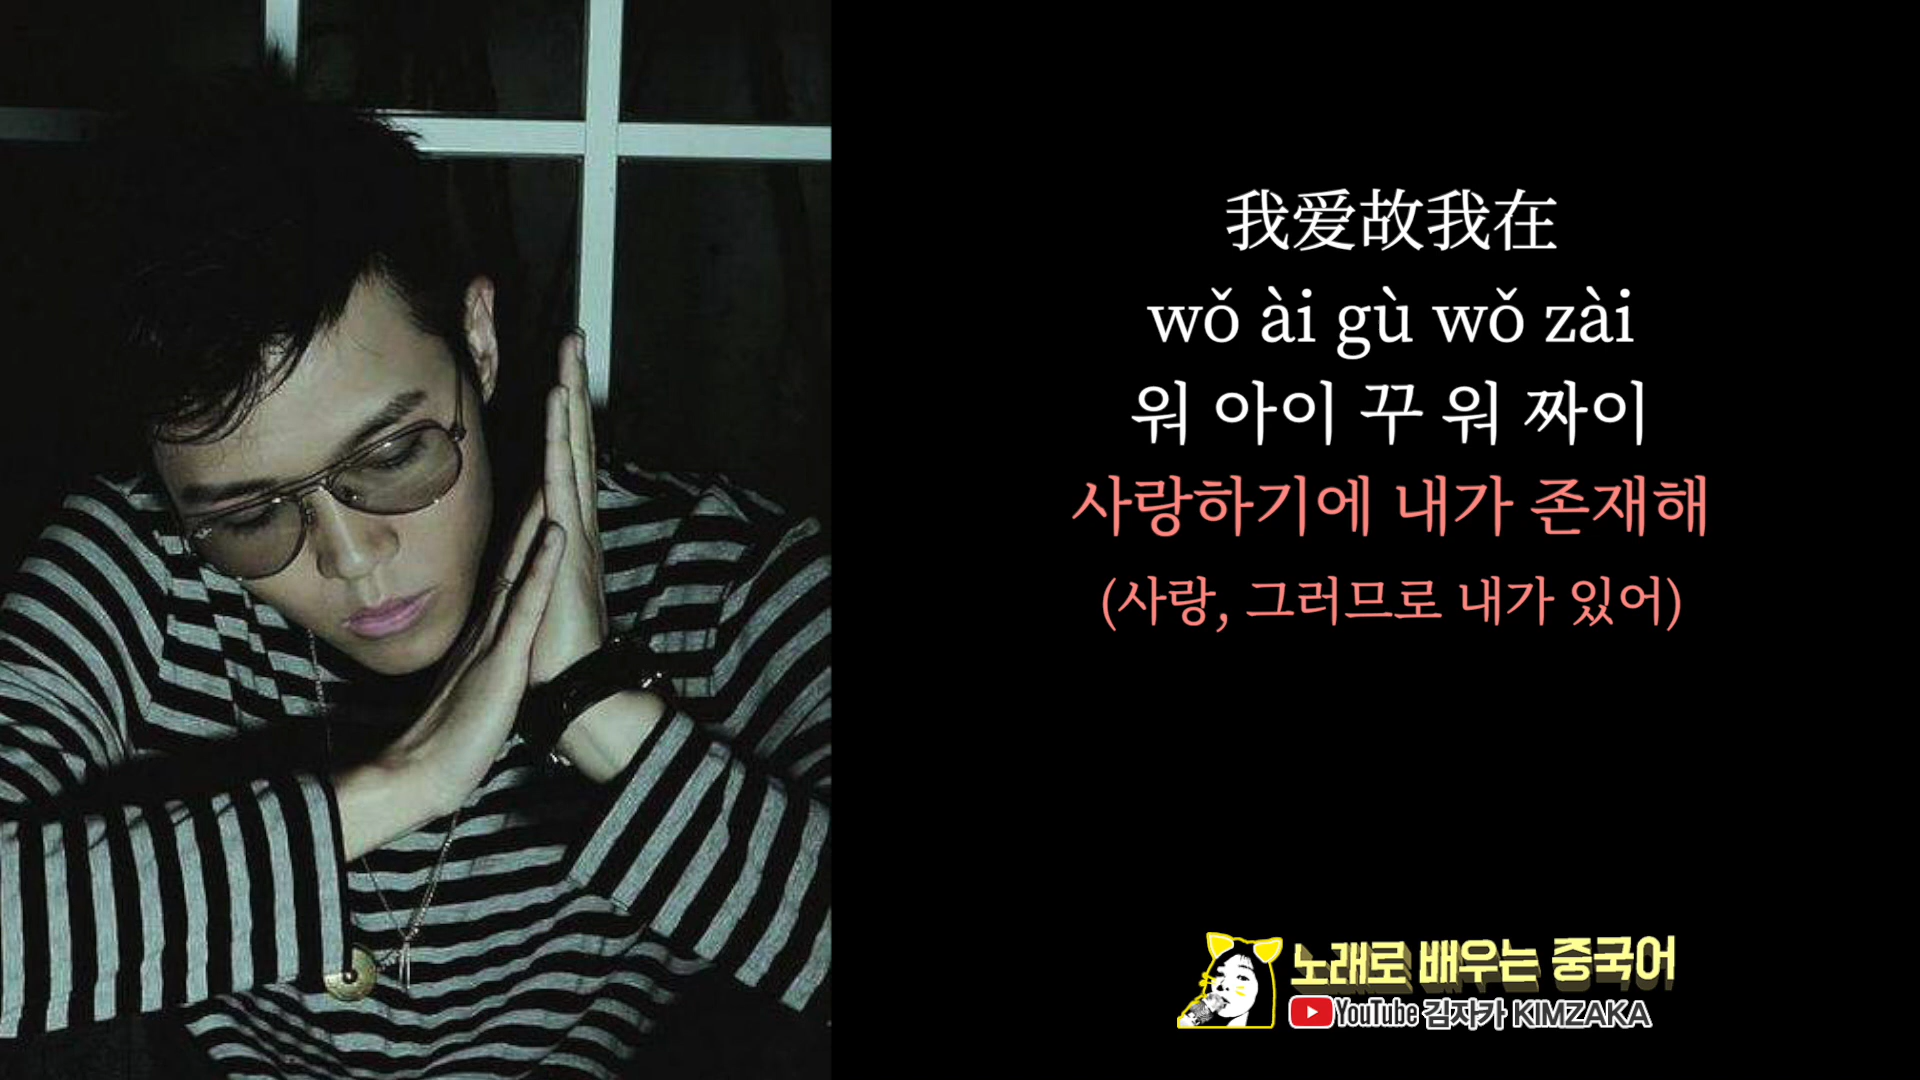 我爱故我在
wǒ ài gù wǒ zài
워 아이 꾸 워 짜이
사랑하기에 내가 존재해
(사랑, 그러므로 내가 있어)
노래로 배우는 중국어
YouTube 김자카 KIMZAKA